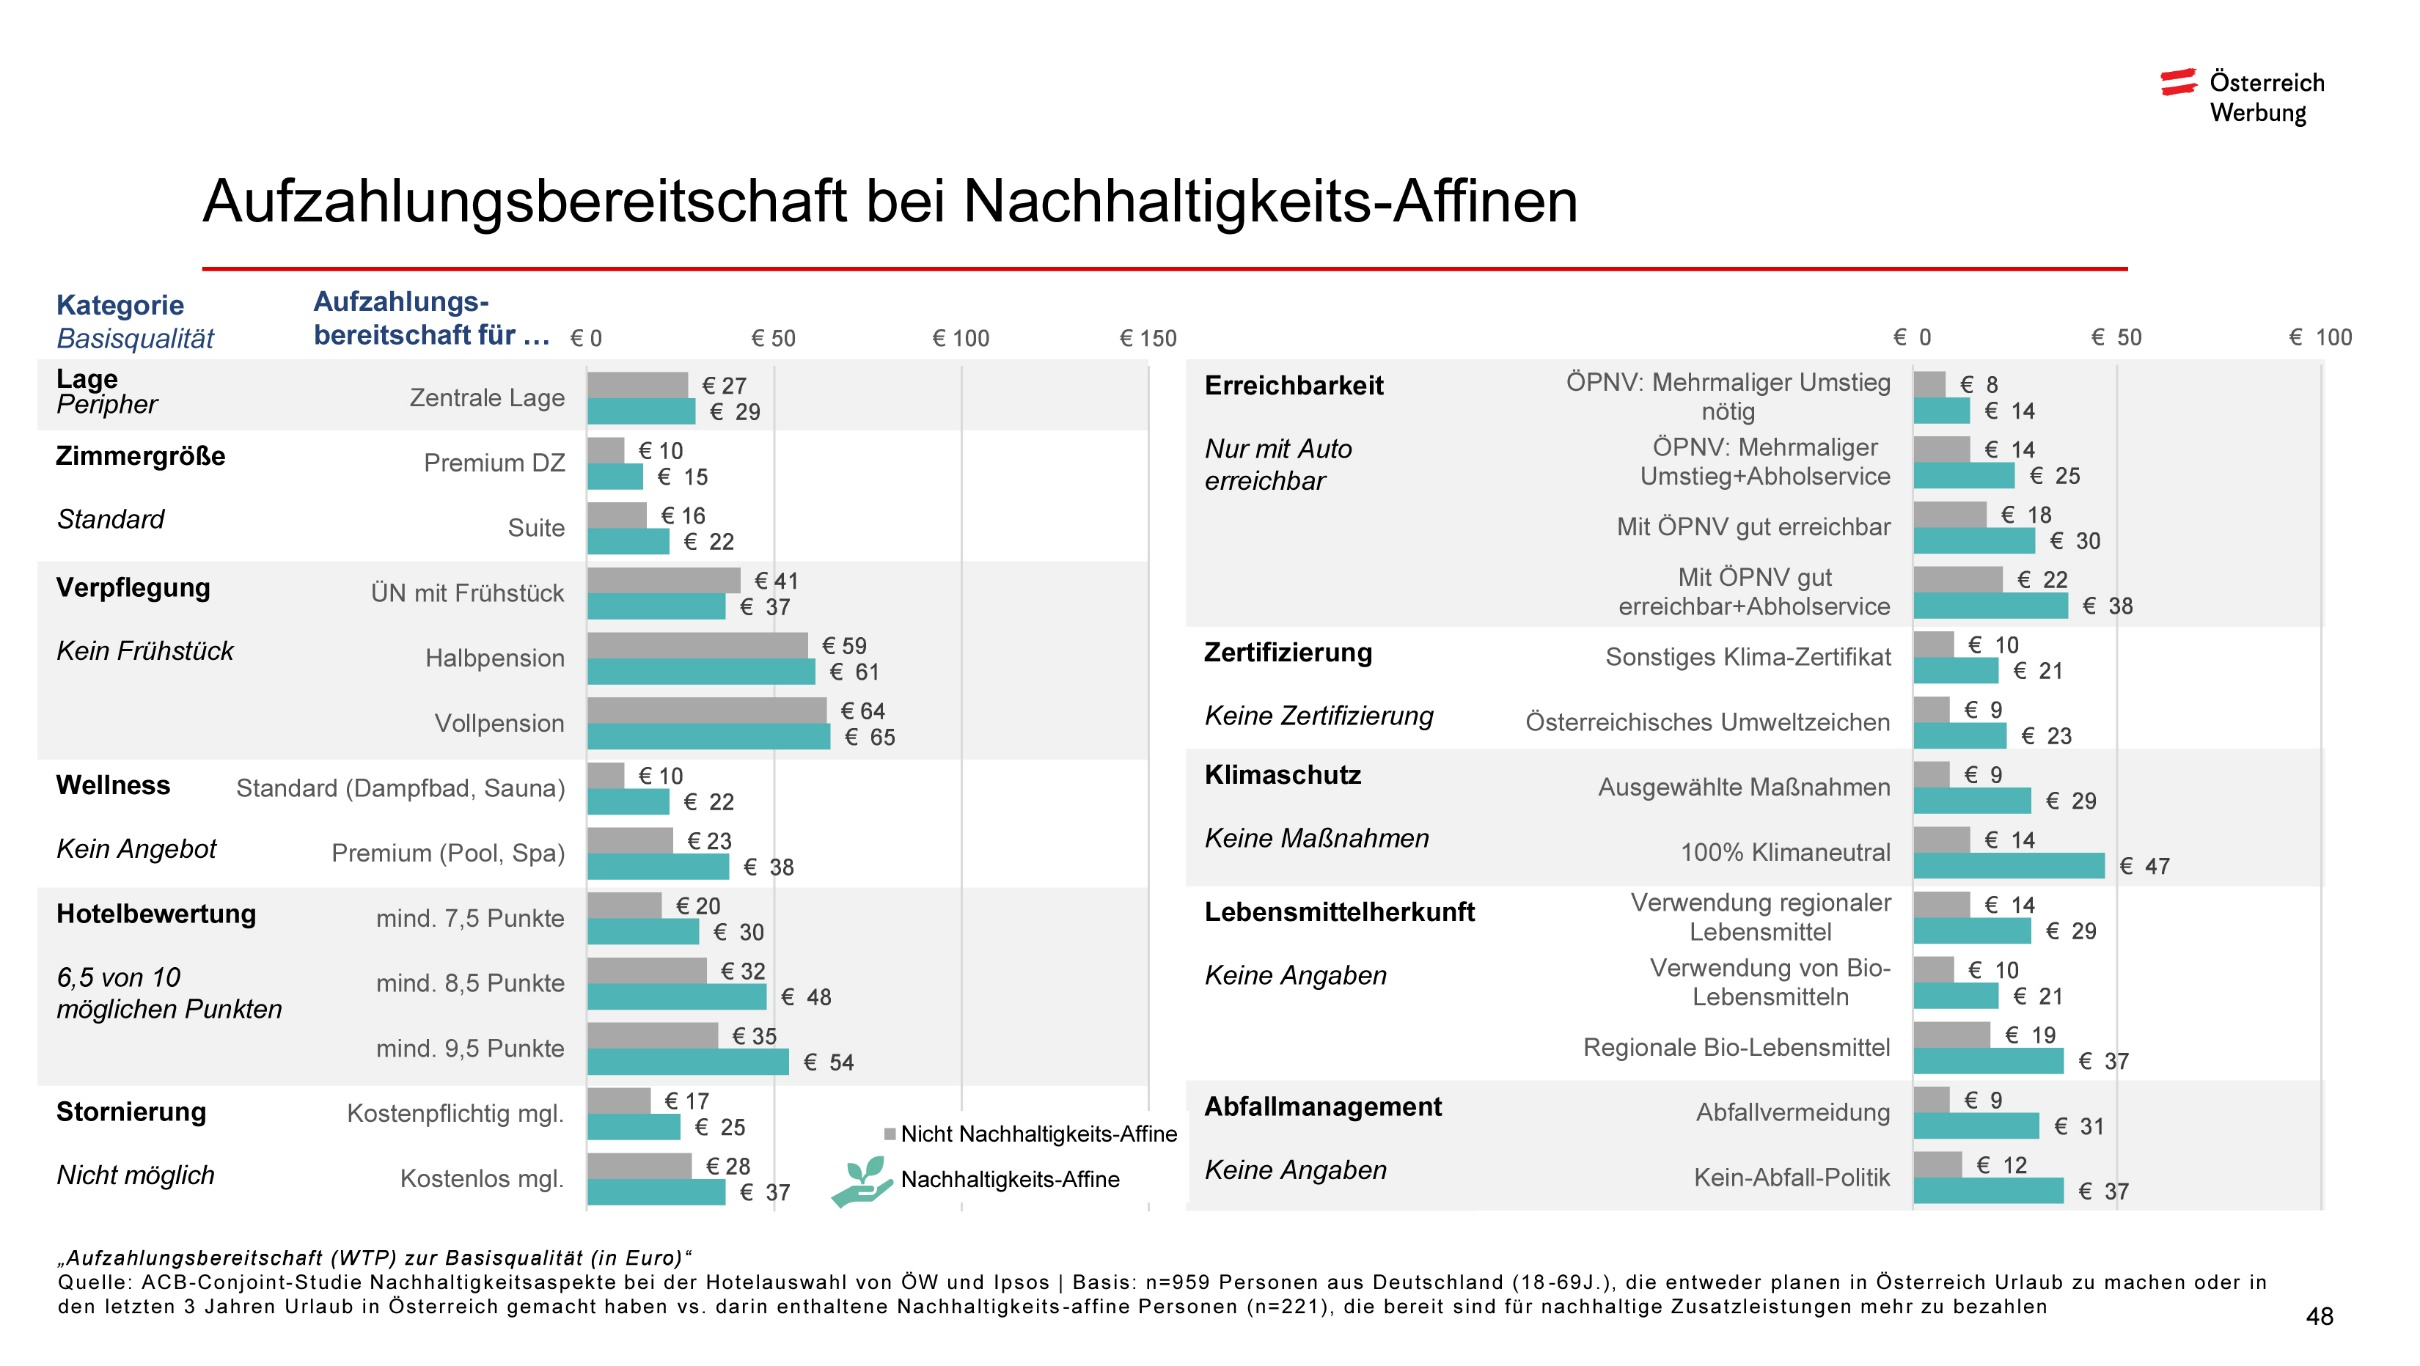 Österreich
Werbung
Aufzahlungsbereitschaft bei Nachhaltigkeits-Affinen
Kategorie
Basisqualität
Aufzahlungs-
bereitschaft für …
€ 0
€ 50
€ 100
€ 150
Lage
Peripher
Zentrale Lage
€ 27
€ 29
Zimmergröße
Standard
Premium DZ
€ 10
€ 15
Suite
€ 16
€ 22
Verpflegung
Kein Frühstück
ÜN mit Frühstück
€ 41
€ 37
Halbpension
€ 59
€ 61
Vollpension
€ 64
€ 65
Wellness
Kein Angebot
Standard (Dampfbad, Sauna)
€ 10
€ 22
Premium (Pool, Spa)
€ 23
€ 38
Hotelbewertung
6,5 von 10
möglichen Punkten
mind. 7,5 Punkte
€ 20
€ 30
mind. 8,5 Punkte
€ 32
€ 48
mind. 9,5 Punkte
€ 35
€ 54
Stornierung
Nicht möglich
Kostenpflichtig mgl.
€ 17
€ 25
Kostenlos mgl.
€ 28
€ 37
Nicht Nachhaltigkeits-Affine
Nachhaltigkeits-Affine
€ 0
€ 50
€ 100
Erreichbarkeit
Nur mit Auto
erreichbar
ÖPNV: Mehrmaliger Umstieg
nötig
€ 8
€ 14
ÖPNV: Mehrmaliger
Umstieg+Abholservice
€ 14
€ 25
Mit ÖPNV gut erreichbar
€ 18
€ 30
Mit ÖPNV gut
erreichbar+Abholservice
€ 22
€ 38
Zertifizierung
Keine Zertifizierung
Sonstiges Klima-Zertifikat
€ 10
€ 21
Österreichisches Umweltzeichen
€ 9
€ 23
Klimaschutz
Keine Maßnahmen
Ausgewählte Maßnahmen
€ 9
€ 29
100% Klimaneutral
€ 14
€ 47
Lebensmittelherkunft
Keine Angaben
Verwendung regionaler
Lebensmittel
€ 14
€ 29
Verwendung von Bio-
Lebensmitteln
€ 10
€ 21
Regionale Bio-Lebensmittel
€ 19
€ 37
Abfallmanagement
Keine Angaben
Abfallvermeidung
€ 9
€ 31
Kein-Abfall-Politik
€ 12
€ 37
„Aufzahlungsbereitschaft (WTP) zur Basisqualität (in Euro)“
Quelle: ACB-Conjoint-Studie Nachhaltigkeitsaspekte bei der Hotelauswahl von ÖW und Ipsos | Basis: n=959 Personen aus Deutschland (18-69J.), die entweder planen in Österreich Urlaub zu machen oder in
den letzten 3 Jahren Urlaub in Österreich gemacht haben vs. darin enthaltene Nachhaltigkeits-affine Personen (n=221), die bereit sind für nachhaltige Zusatzleistungen mehr zu bezahlen
48